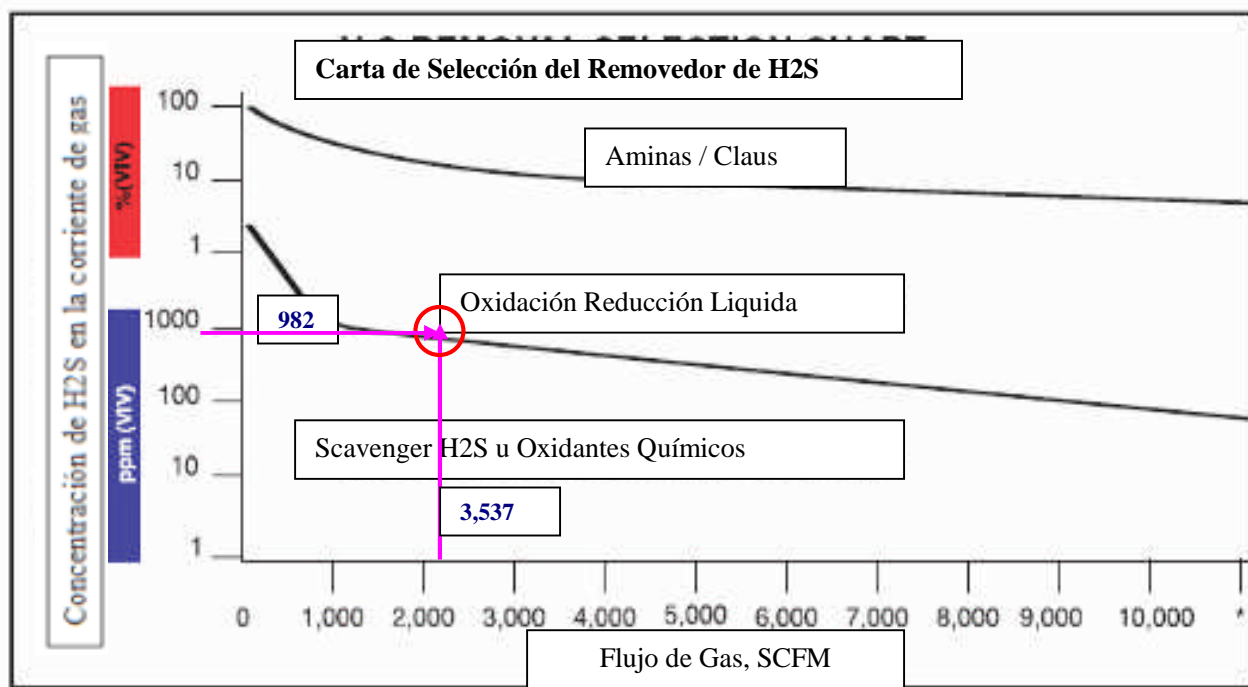 Carta de Selección del Removedor de H2S
Concentración de H2S en la corriente de gas
%(V/V)
ppm (V/V)
100
10
1
1000
100
10
1
Aminas / Claus
Oxidación Reducción Liquida
982
Scavenger H2S u Oxidantes Químicos
3,537
0 1,000 2,000 3,000 4,000 5,000 6,000 7,000 8,000 9,000 10,000
Flujo de Gas, SCFM